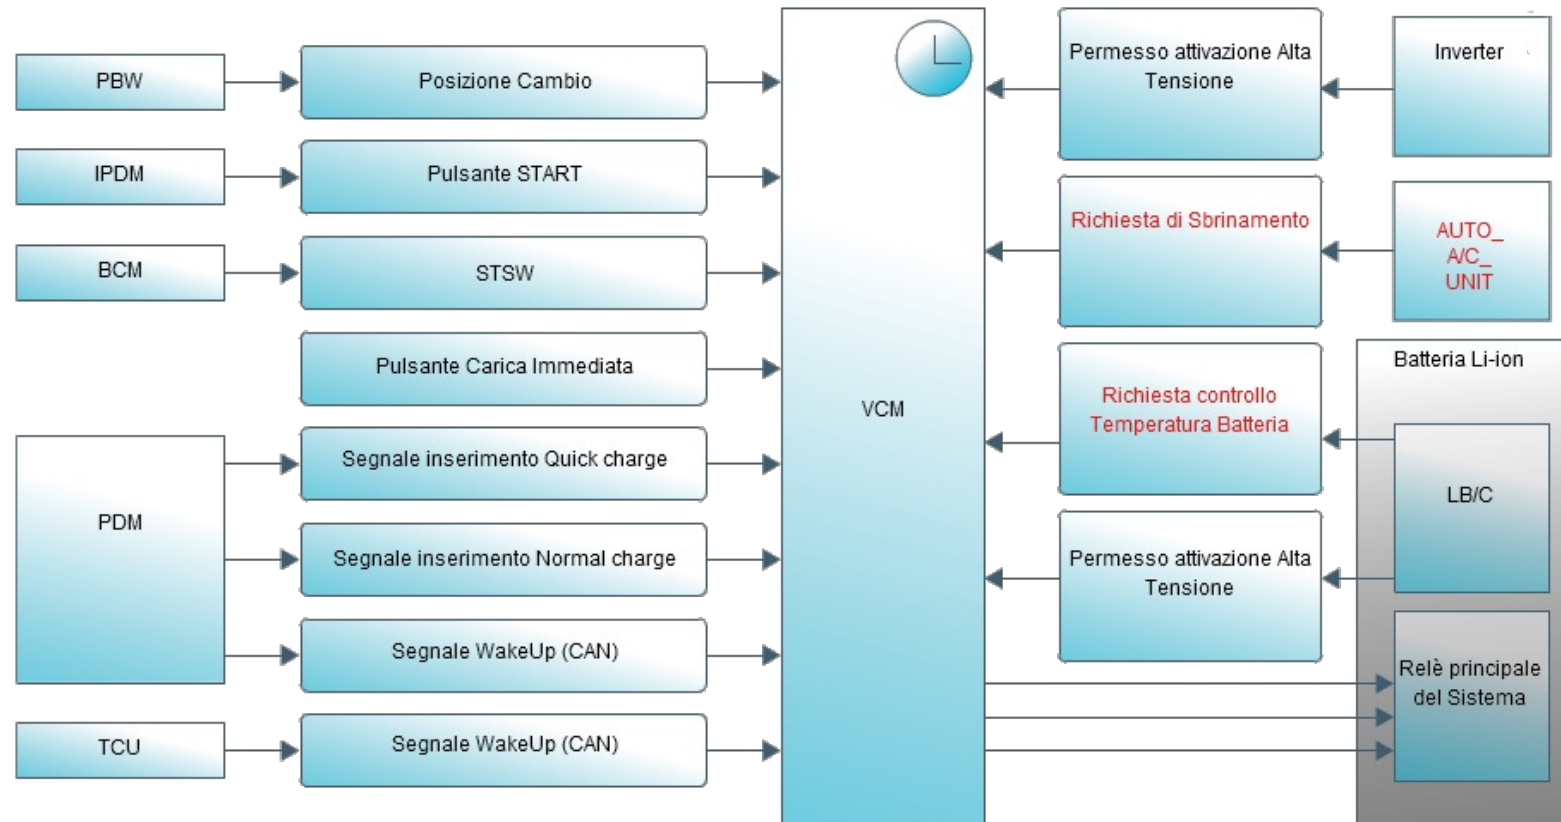 PBW
Posizione Cambio
IPDM
Pulsante START
BCM
STSW
Pulsante Carica Immediata
PDM
Segnale inserimento Quick charge
Segnale inserimento Normal charge
Segnale WakeUp (CAN)
TCU
Segnale WakeUp (CAN)
VCM
Permesso attivazione Alta
Tensione
Inverter
Richiesta di Sbrinamento
AUTO_
A/C_
UNIT
Richiesta controllo
Temperatura Batteria
Permesso attivazione Alta
Tensione
Batteria Li-ion
LB/C
Relè principale
del Sistema